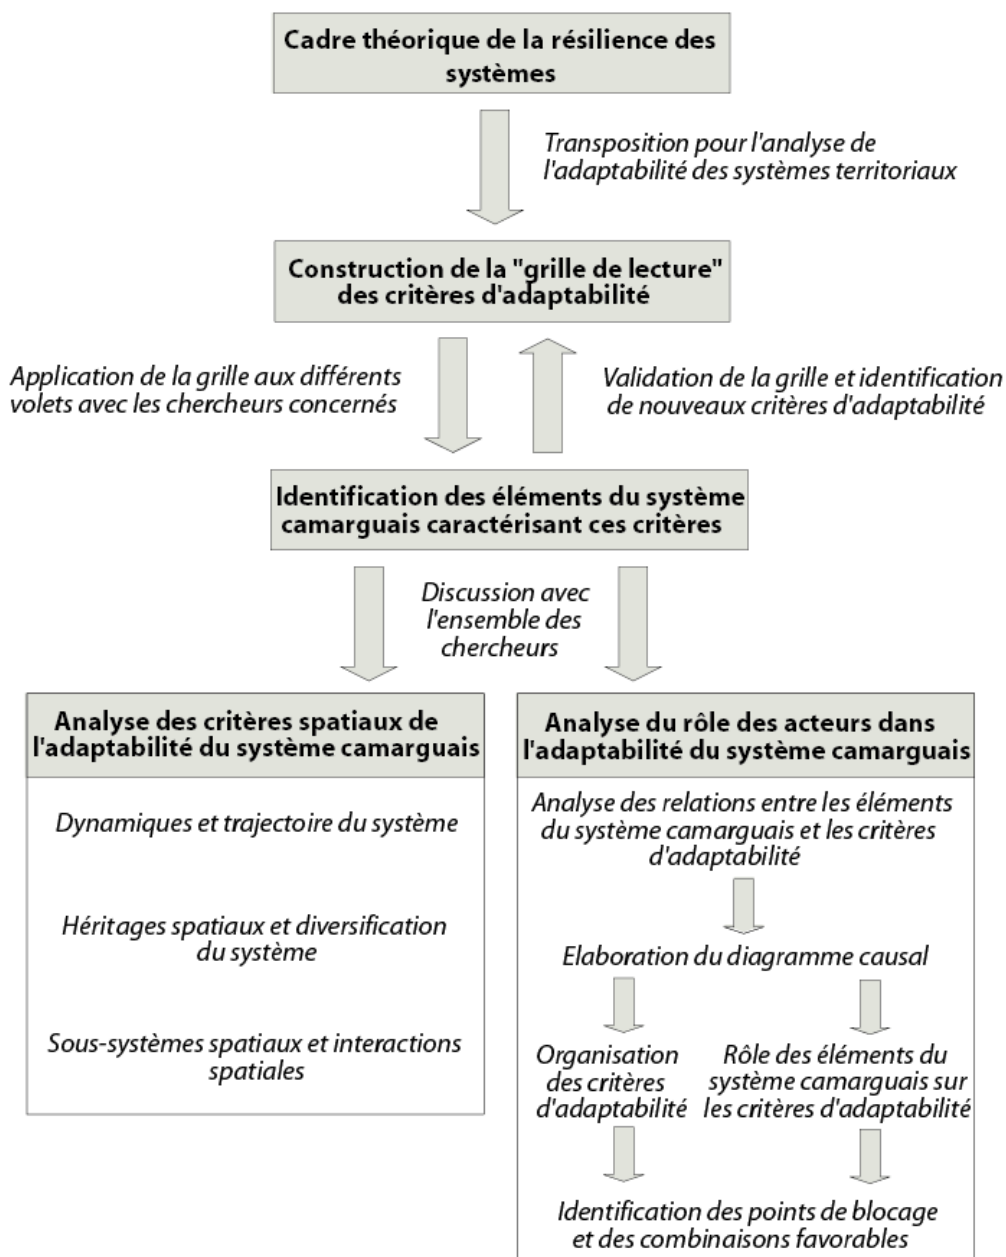 Cadre théorique de la résilience des
systèmes
Transposition pour l'analyse de
l'adaptabilité des systèmes territoriaux
Construction de la "grille de lecture"
des critères d'adaptabilité
Application de la grille aux différents
volets avec les chercheurs concernés
Validation de la grille et identification
de nouveaux critères d'adaptabilité
Identification des éléments du système
camarguais caractérisant ces critères
Discussion avec
l'ensemble des
chercheurs
Analyse des critères spatiaux de
l'adaptabilité du système camarguais
Dynamiques et trajectoire du système
Héritages spatiaux et diversification
du système
Sous-systèmes spatiaux et interactions
spatiales
Analyse du rôle des acteurs dans
l'adaptabilité du système camarguais
Analyse des relations entre les éléments
du système camarguais et les critères
d'adaptabilité
Elaboration du diagramme causal
Organisation
des critères
d'adaptabilité
Rôle des éléments du
système camarguais sur
les critères d'adaptabilité
Identification des points de blocage
et des combinaisons favorables